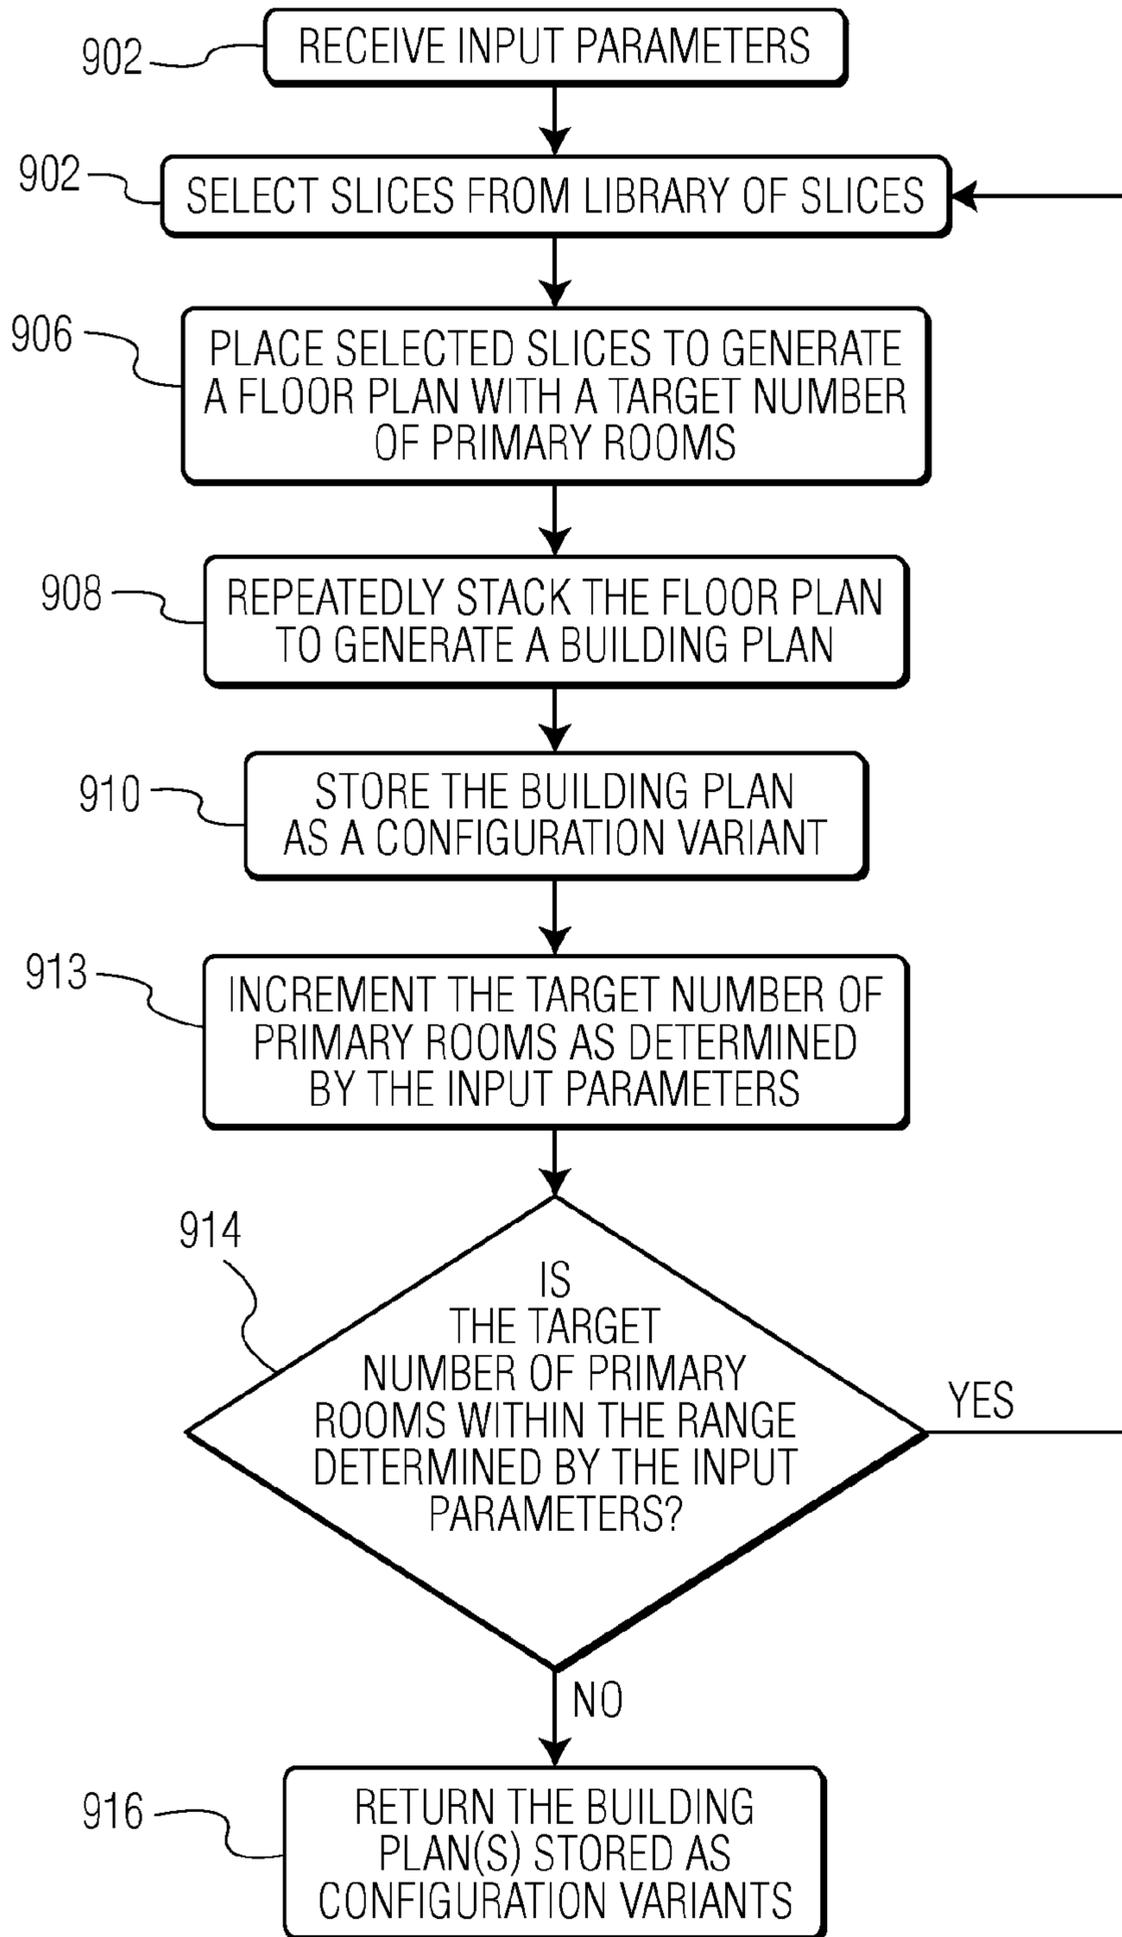 902
RECEIVE INPUT PARAMETERS
902
SELECT SLICES FROM LIBRARY OF SLICES
906
PLACE SELECTED SLICES TO GENERATE
A FLOOR PLAN WITH A TARGET NUMBER
OF PRIMARY ROOMS
908
REPEATEDLY STACK THE FLOOR PLAN
TO GENERATE A BUILDING PLAN
910
STORE THE BUILDING PLAN
AS A CONFIGURATION VARIANT
913
INCREMENT THE TARGET NUMBER OF
PRIMARY ROOMS AS DETERMINED
BY THE INPUT PARAMETERS
914
IS
THE TARGET
NUMBER OF PRIMARY
ROOMS WITHIN THE RANGE
DETERMINED BY THE INPUT
PARAMETERS?
YES
NO
916
RETURN THE BUILDING
PLAN(S) STORED AS
CONFIGURATION VARIANTS